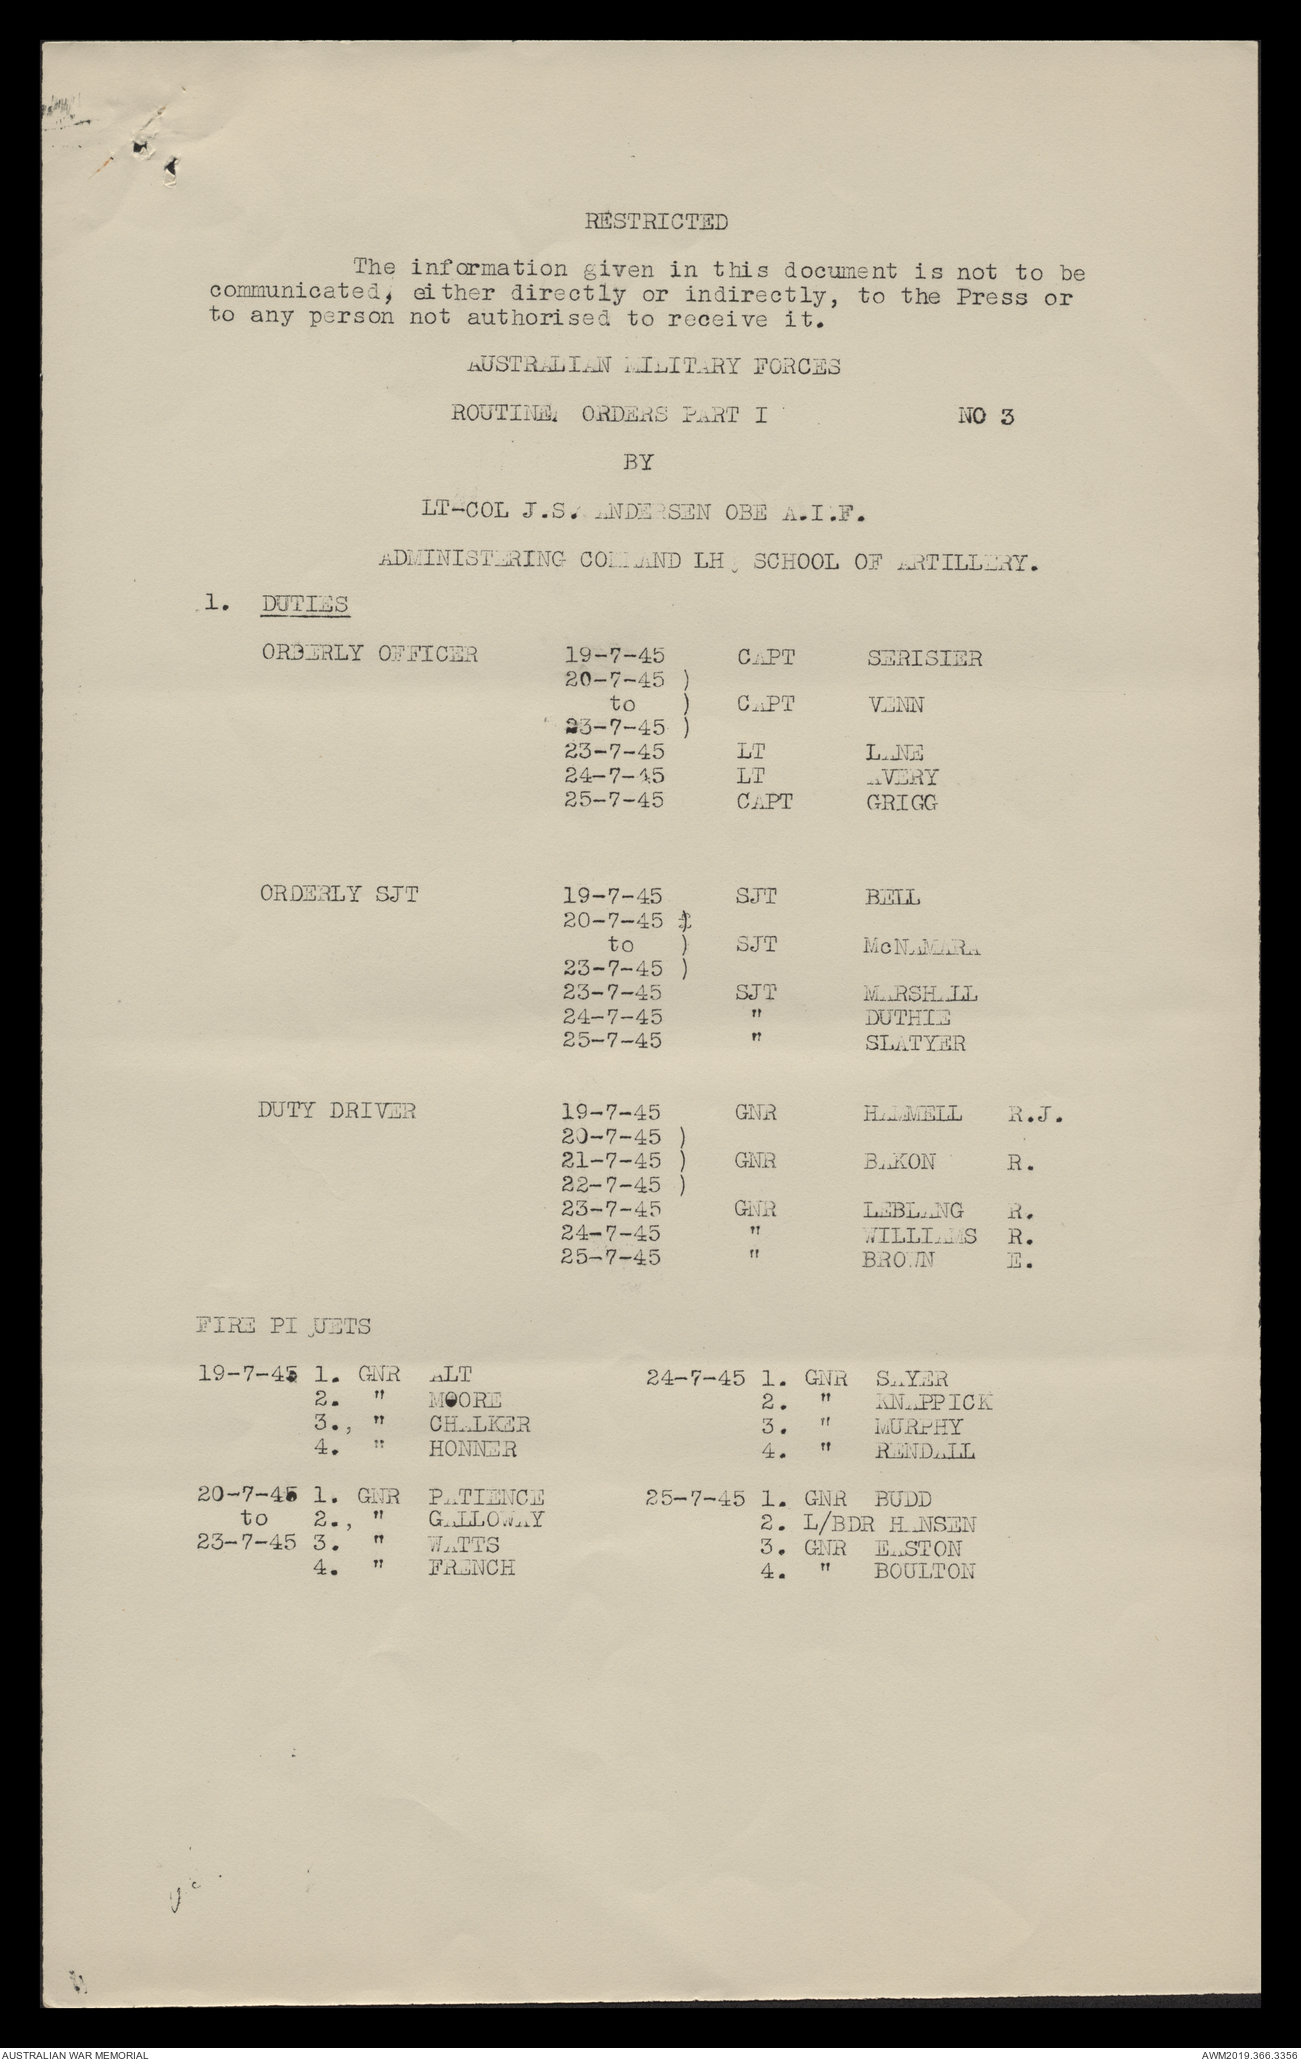 RESTRICTED
The information given in this document is not to be
communicated, either directly or indirectly, to the Press or
to any person not authorised to receive it.
AUSTRALIAN MILITARY FORCES
ROUTINE ORDERS PART I NO 3
BY
LT-COL J.S. ANDERSEN OBE A.I.F.
ADMINISTERING COMMAND LHQ SCHOOL OF ARTILLERY.
1. DUTIES
ORDERLY OFFICER 19-7-45 CAPT SERISIER
20-7-45 )
to ) CAPT VENN
23-7-45 )
23-7-45 LT LANE
24-7-45 LT AVERY
25-7-45 CAPT GRIGG
ORDERLY SJT 19-7-45 SJT BELL
20-7-45 )
to ) SJT McNAMARA
23-7-45 )
23-7-45 SJT MARSHALL
24-7-45 " DUTHIE
25-7-45 " SLATYER
DUTY DRIVER 19-7-45 GNR HAMMELL R.J.
20-7-45 )
21-7-45 ) GNR BAKON R.
22-7-45 )
23-7-45 GNR LEBLANG R.
24-7-45 " WILLIAMS R.
25-7-45 " BROWN E.
FIRE PIQUETS
19-7-45 1. GNR ALT 24-7-45 1. GNR SAYER
2. " MOORE 2. " KNAPPICK
3., " CHALKER 3. " MURPHY
4. " HONNER 4. " RENDALL
20-7-45 1. GNR PATIENCE 25-7-45 1. GNR BUDD
to 2., " GALLOWAY 2. L/BDR HANSEN
23-7-45 3. " WATTS 3. GNR EASTON
4. " FRENCH 4. " BOULTON
AUSTRALIAN WAR MEMORIAL AWM2019.366.3356